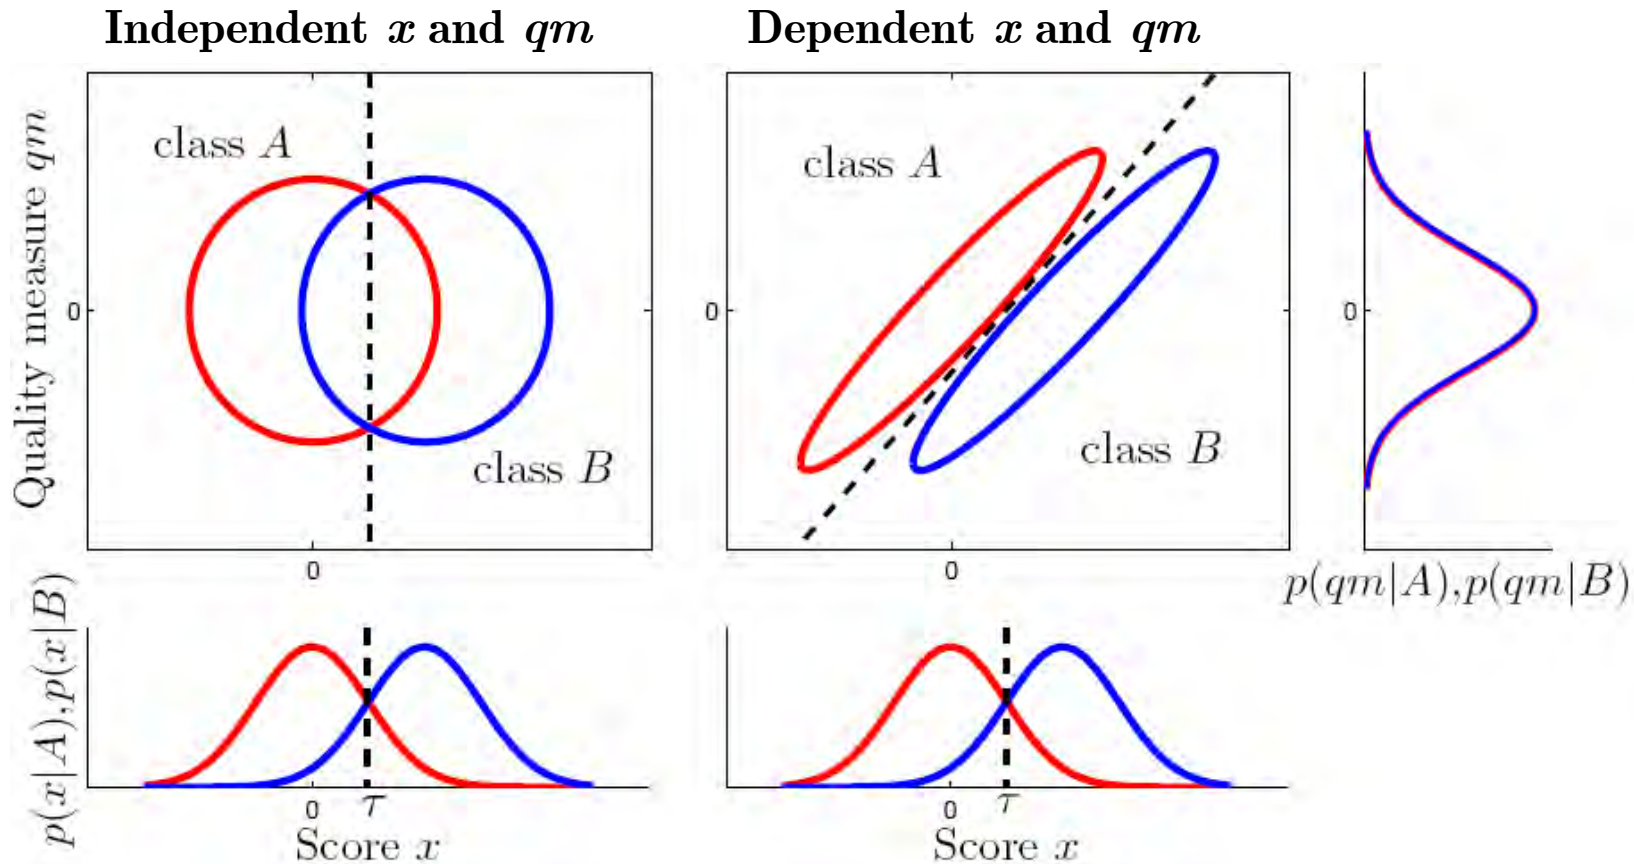 Independent x and qm
Dependent x and qm
Quality measure qm
class A
class B
0
0
class A
class B
0
0
0
p(qm|A),p(qm|B)
p(x|A),p(x|B)
0
τ
Score x
0
τ
Score x